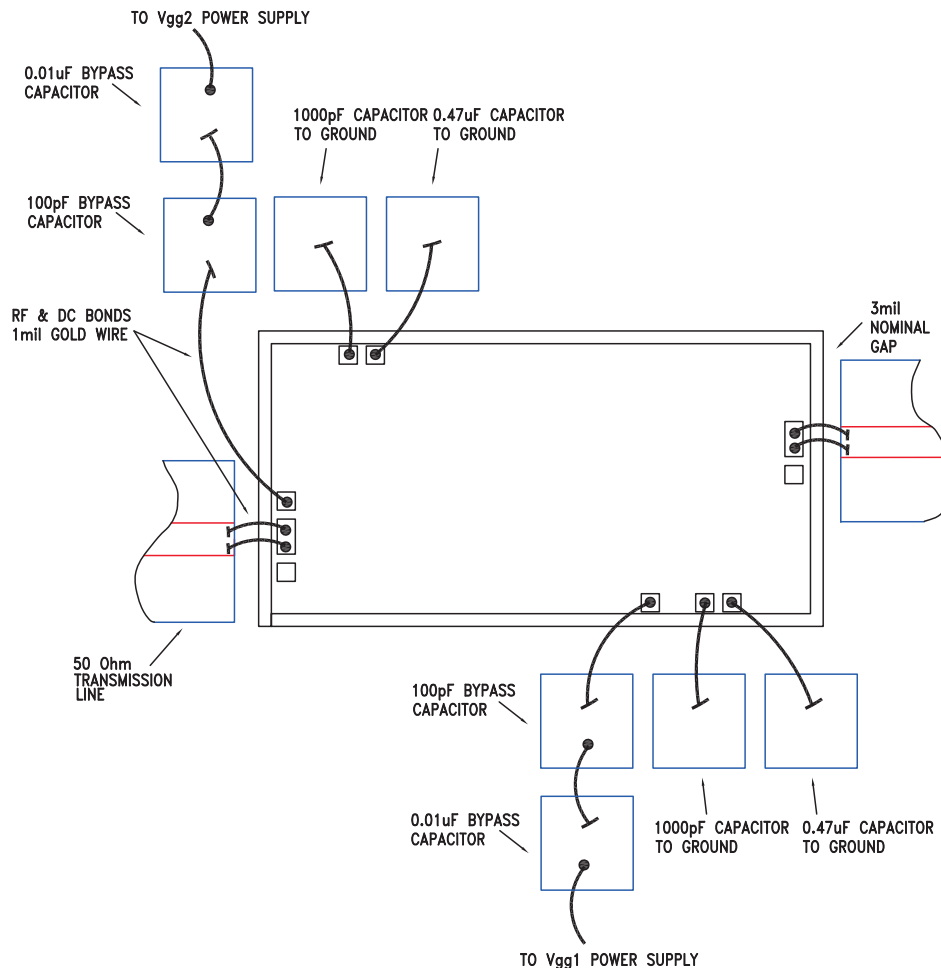 TO Vgg2 POWER SUPPLY
0.01uF BYPASS
CAPACITOR
1000pF CAPACITOR
TO GROUND
0.47uF CAPACITOR
TO GROUND
100pF BYPASS
CAPACITOR
RF & DC BONDS
1mil GOLD WIRE
3mil
NOMINAL
GAP
50 Ohm
TRANSMISSION
LINE
100pF BYPASS
CAPACITOR
0.01uF BYPASS
CAPACITOR
1000pF CAPACITOR
TO GROUND
0.47uF CAPACITOR
TO GROUND
TO Vgg1 POWER SUPPLY